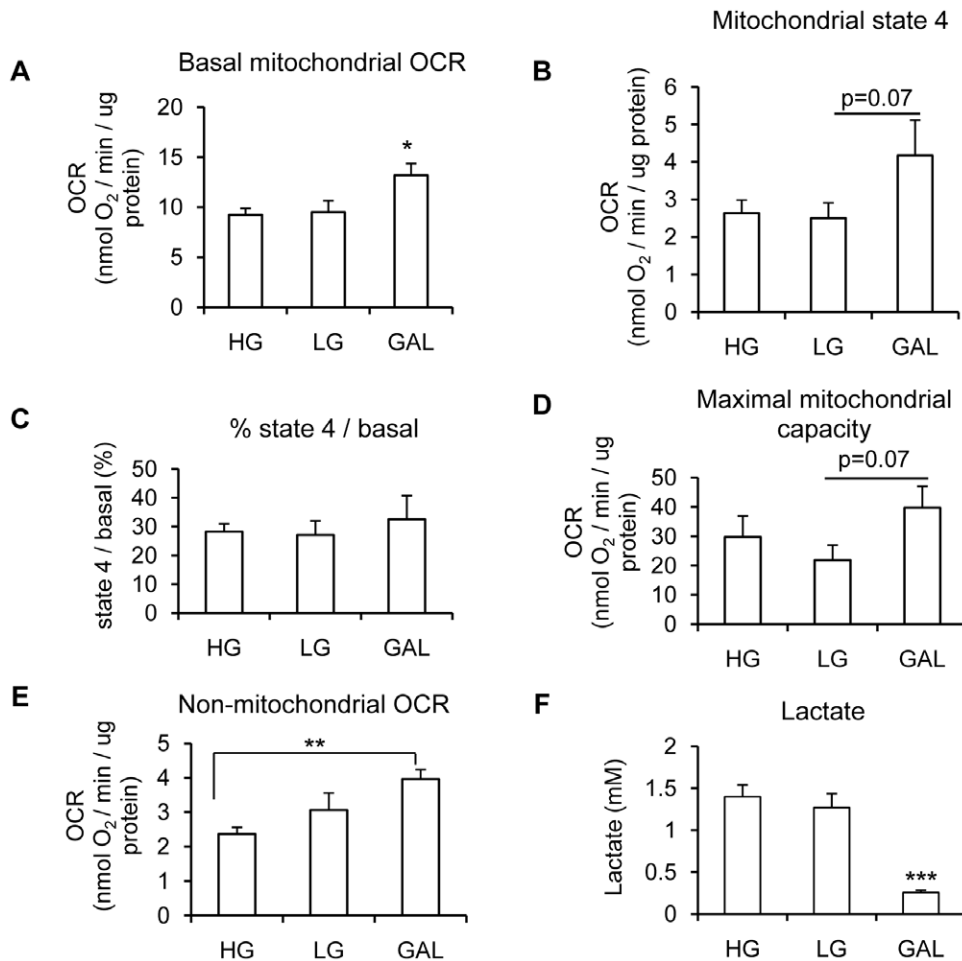 A
Basal mitochondrial OCR
OCR
(nmol O2 / min / ug
protein)
20
15
10
5
0
*
HG LG GAL
Mitochondrial state 4
B
OCR
(nmol O2 / min / ug protein)
6
5
4
3
2
1
0
p=0.07
HG LG GAL
C
% state 4 / basal
state 4 / basal (%)
50
40
30
20
10
0
HG LG GAL
D
Maximal mitochondrial
capacity
OCR
(nmol O2 / min / ug
protein)
50
40
30
20
10
0
p=0.07
HG LG GAL
E
Non-mitochondrial OCR
OCR
(nmol O2 / min / ug
protein)
5
4
3
2
1
0
**
HG LG GAL
F
Lactate
Lactate (mM)
2
1.5
1
0.5
0
***
HG LG GAL